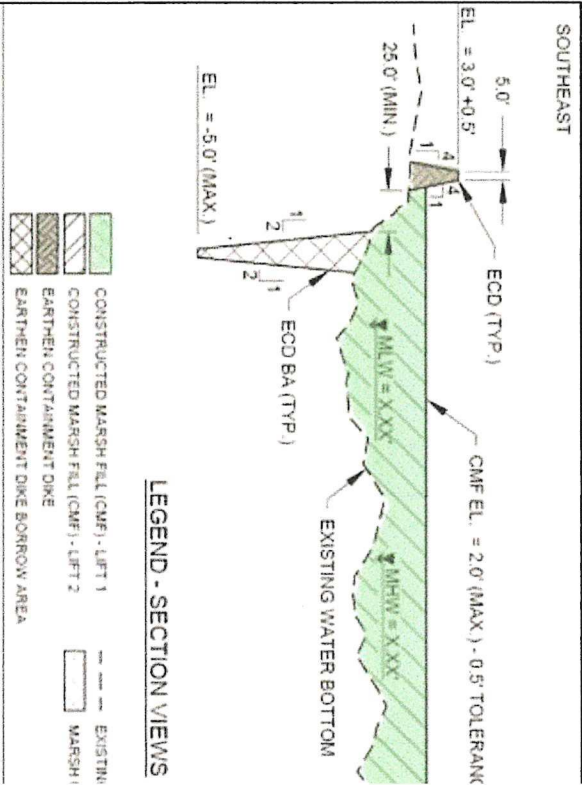 SOUTHEAST
5.0'
EL. = 3.0' +0.5'
25.0' (MIN.)
1
4
4
1
ECD (TYP.)
CMF EL. = 2.0' (MAX.) - 0.5'
MLW = X.XX'
MHW = X.XX'
EXISTING WATER BOTTOM
1
2
2
1
ECD BA (TYP.)
EL. = -5.0' (MAX.)
LEGEND - SECTION VIEWS
CONSTRUCTED MARSH FILL (CMF) - LIFT 1
CONSTRUCTED MARSH FILL (CMF) - LIFT 2
EARTHEN CONTAINMENT DIKE
EARTHEN CONTAINMENT DIKE BORROW AREA
MARSH